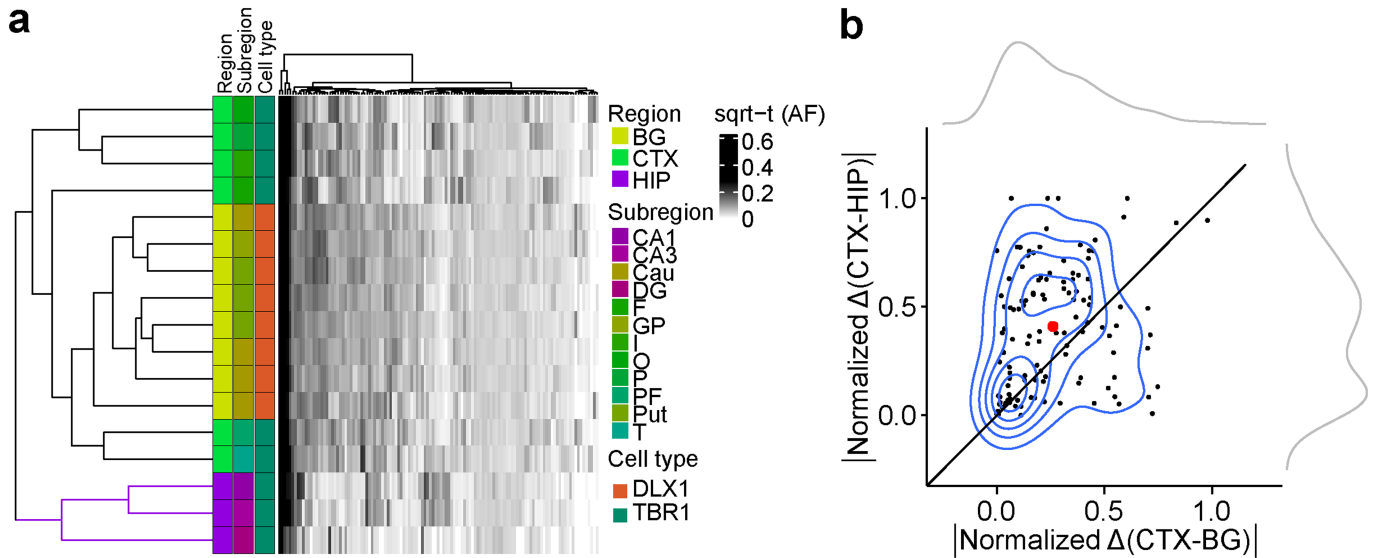 a
Region
Subregion
Cell type
Region
BG
CTX
HIP
Subregion
CA1
CA3
Cau
DG
F
GP
I
O
P
PF
Put
T
Cell type
DLX1
TBR1
sqrt-t (AF)
0.6
0.4
0.2
0
b
|Normalized Δ(CTX-HIP)|
1.0
0.5
0.0
0.0 0.5 1.0
|Normalized Δ(CTX-BG)|